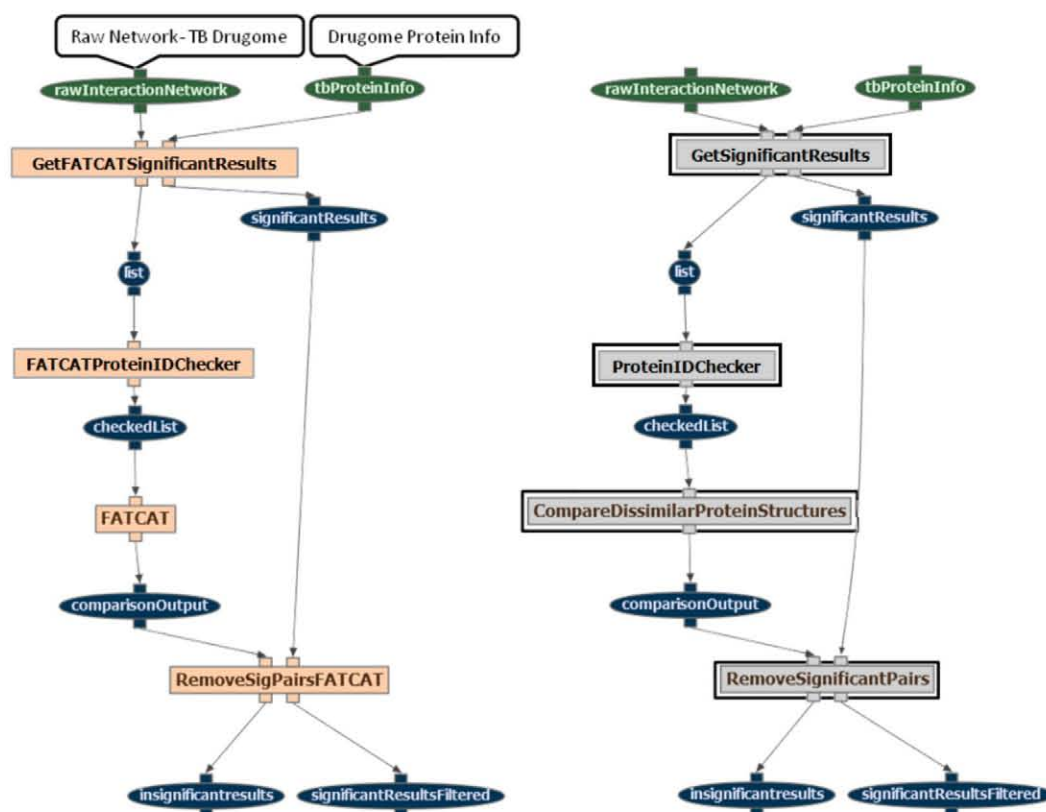 Raw Network- TB Drugome
Drugome Protein Info
rawInteractionNetwork
tbProteinInfo
GetFATCATSignificantResults
significantResults
list
FATCATProteinIDChecker
checkedList
FATCAT
comparisonOutput
RemoveSigPairsFATCAT
insignificantresults
significantResultsFiltered
rawInteractionNetwork
tbProteinInfo
GetSignificantResults
significantResults
list
ProteinIDChecker
checkedList
CompareDissimilarProteinStructures
comparisonOutput
RemoveSignificantPairs
insignificantresults
significantResultsFiltered